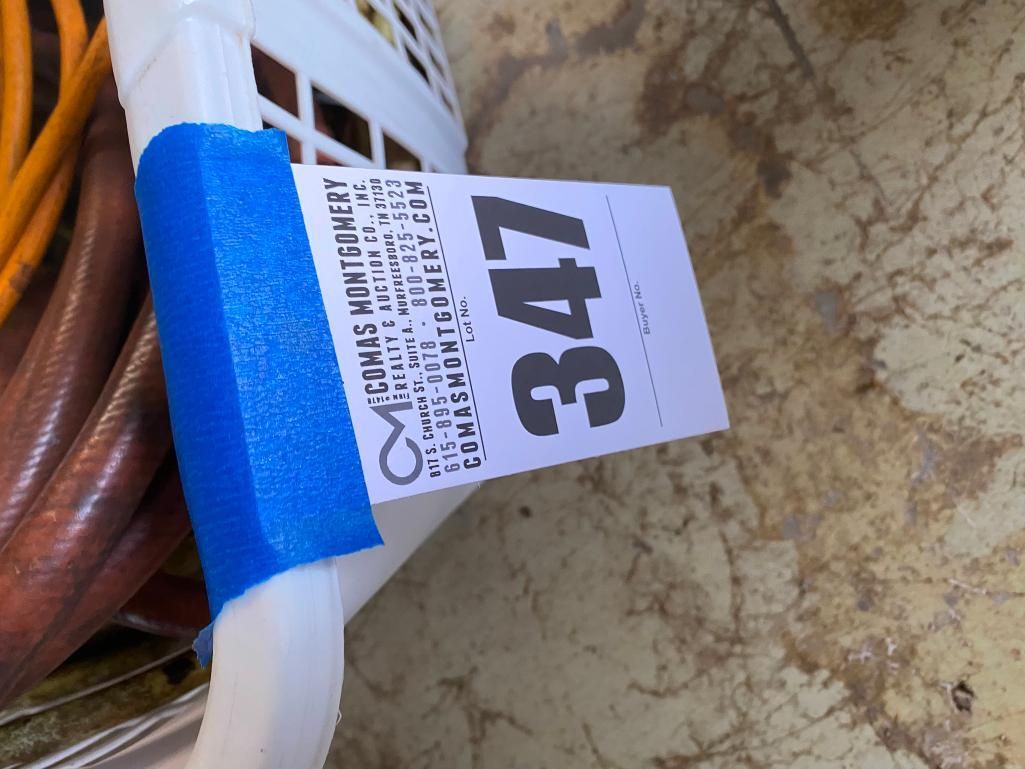 COMAS MONTGOMERY
REALTY & AUCTION CO., INC.
817 S. CHURCH ST., SUITE A., MURFREESBORO, TN 37130
615-895-0078 · 800-825-5523
COMASMONTGOMERY.COM
Lot No.
347
Buyer No.